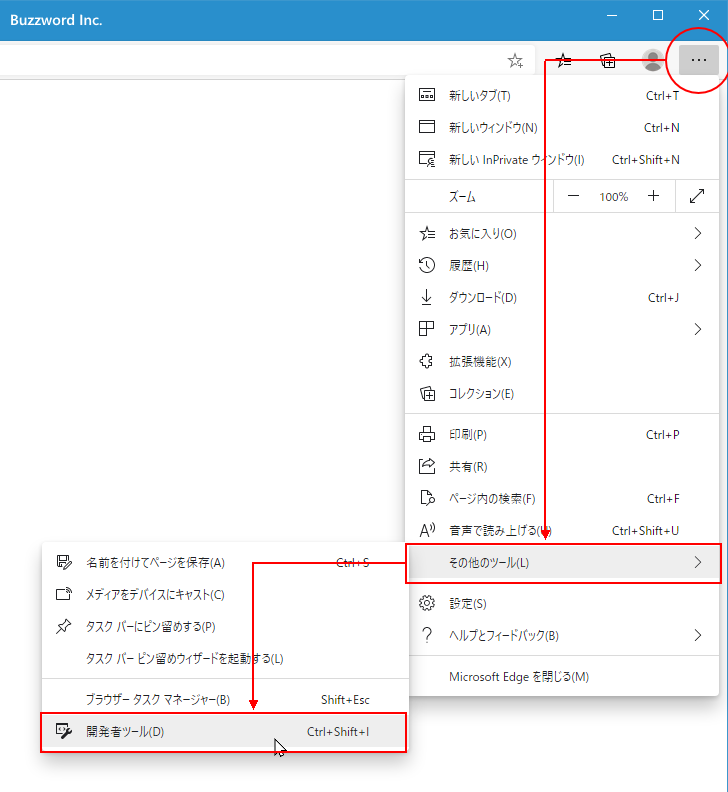 Buzzword Inc.
新しいタブ(T) Ctrl+T
新しいウィンドウ(N) Ctrl+N
新しい InPrivate ウィンドウ(I) Ctrl+Shift+N
ズーム 100%
お気に入り(O)
履歴(H)
ダウンロード(D) Ctrl+J
アプリ(A)
拡張機能(X)
コレクション(E)
印刷(P) Ctrl+P
共有(R)
ページ内の検索(F) Ctrl+F
音声で読み上げる(U) Ctrl+Shift+U
その他のツール(L)
設定(S)
ヘルプとフィードバック(B)
Microsoft Edge を閉じる(M)
名前を付けてページを保存(A) Ctrl+S
メディアをデバイスにキャスト(C)
タスク バーにピン留めする(P)
タスク バー ピン留めウィザードを起動する(L)
ブラウザー タスク マネージャー(B) Shift+Esc
開発者ツール(D) Ctrl+Shift+I